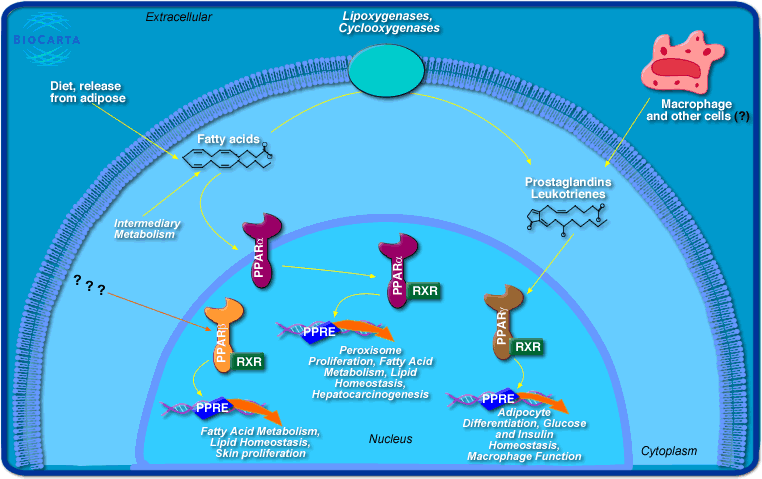 BIOCARTA
Extracellular
Lipoxygenases,
Cyclooxygenases
Diet, release
from adipose
Macrophage
and other cells (?)
Fatty acids
Prostaglandins
Leukotrienes
Intermediary
Metabolism
PPARα
PPARα
RXR
? ? ?
PPARβ
RXR
PPARγ
RXR
PPRE
Peroxisome
Proliferation, Fatty Acid
Metabolism, Lipid
Homeostasis,
Hepatocarcinogenesis
PPRE
Fatty Acid Metabolism,
Lipid Homeostasis,
Skin proliferation
PPRE
Adipocyte
Differentiation, Glucose
and Insulin
Homeostasis,
Macrophage Function
Nucleus
Cytoplasm